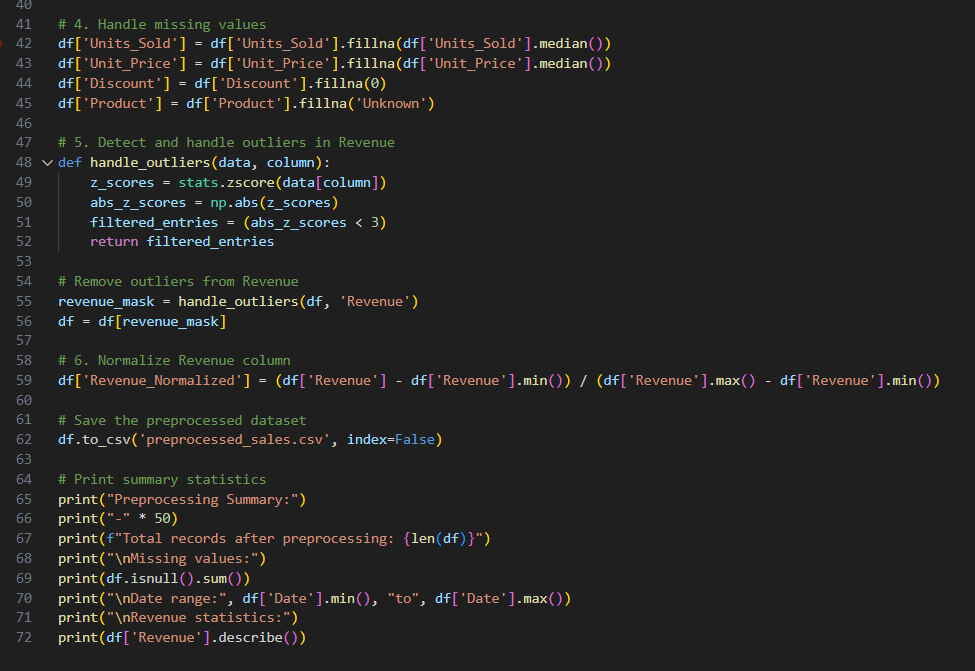 40
41 # 4. Handle missing values
42 df['Units_Sold'] = df['Units_Sold'].fillna(df['Units_Sold'].median())
43 df['Unit_Price'] = df['Unit_Price'].fillna(df['Unit_Price'].median())
44 df['Discount'] = df['Discount'].fillna(0)
45 df['Product'] = df['Product'].fillna('Unknown')
46
47 # 5. Detect and handle outliers in Revenue
48 def handle_outliers(data, column):
49     z_scores = stats.zscore(data[column])
50     abs_z_scores = np.abs(z_scores)
51     filtered_entries = (abs_z_scores < 3)
52     return filtered_entries
53
54 # Remove outliers from Revenue
55 revenue_mask = handle_outliers(df, 'Revenue')
56 df = df[revenue_mask]
57
58 # 6. Normalize Revenue column
59 df['Revenue_Normalized'] = (df['Revenue'] - df['Revenue'].min()) / (df['Revenue'].max() - df['Revenue'].min())
60
61 # Save the preprocessed dataset
62 df.to_csv('preprocessed_sales.csv', index=False)
63
64 # Print summary statistics
65 print("Preprocessing Summary:")
66 print("-" * 50)
67 print(f"Total records after preprocessing: {len(df)}")
68 print("\nMissing values:")
69 print(df.isnull().sum())
70 print("\nDate range:", df['Date'].min(), "to", df['Date'].max())
71 print("\nRevenue statistics:")
72 print(df['Revenue'].describe())